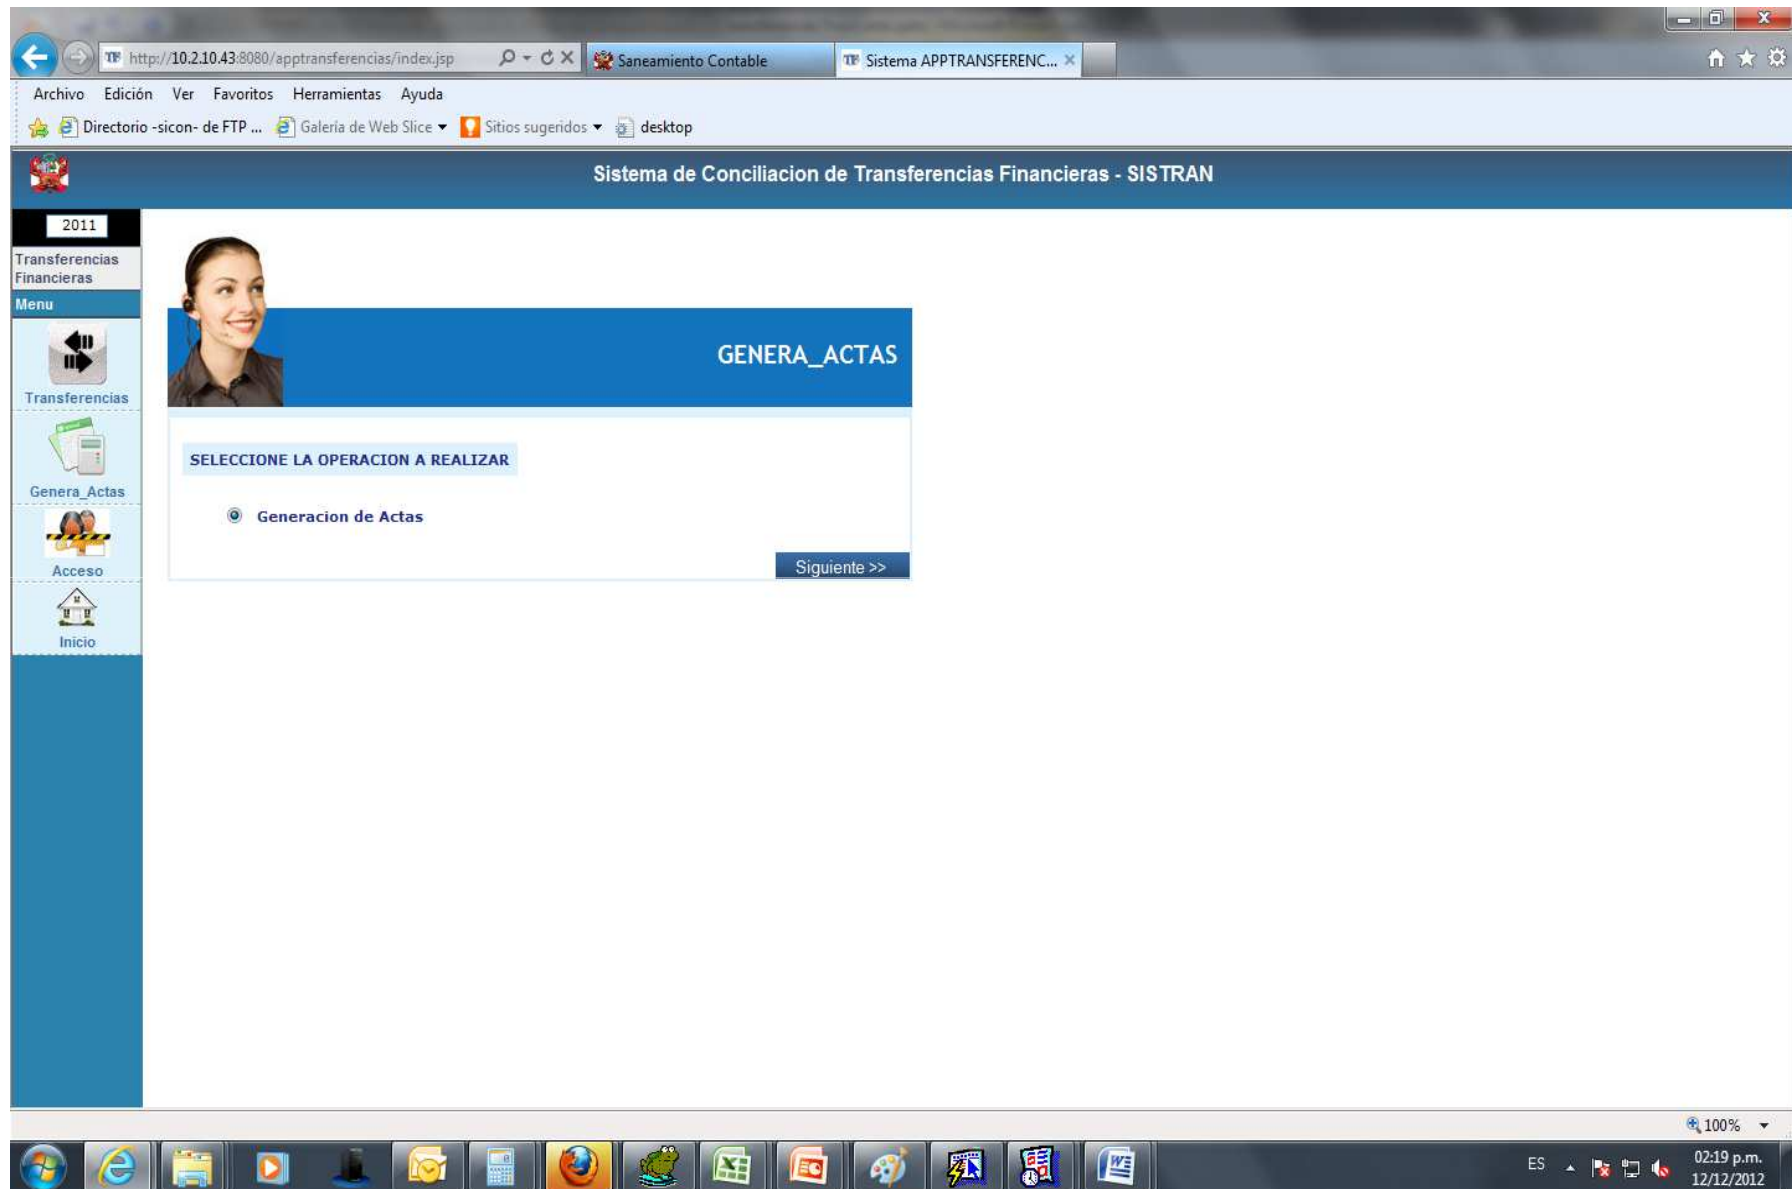 http://10.2.10.43:8080/apptransferencias/index.jsp
Saneamiento Contable
TF Sistema APPTRANSFERENC...
Archivo Edición Ver Favoritos Herramientas Ayuda
Directorio -sicon- de FTP ... Galería de Web Slice Sitios sugeridos desktop
Sistema de Conciliacion de Transferencias Financieras - SISTRAN
2011
Transferencias
Financieras
Menu
Transferencias
Genera_Actas
Acceso
Inicio
GENERA_ACTAS
SELECCIONE LA OPERACION A REALIZAR
Generacion de Actas
Siguiente >>
100%
ES
02:19 p.m.
12/12/2012